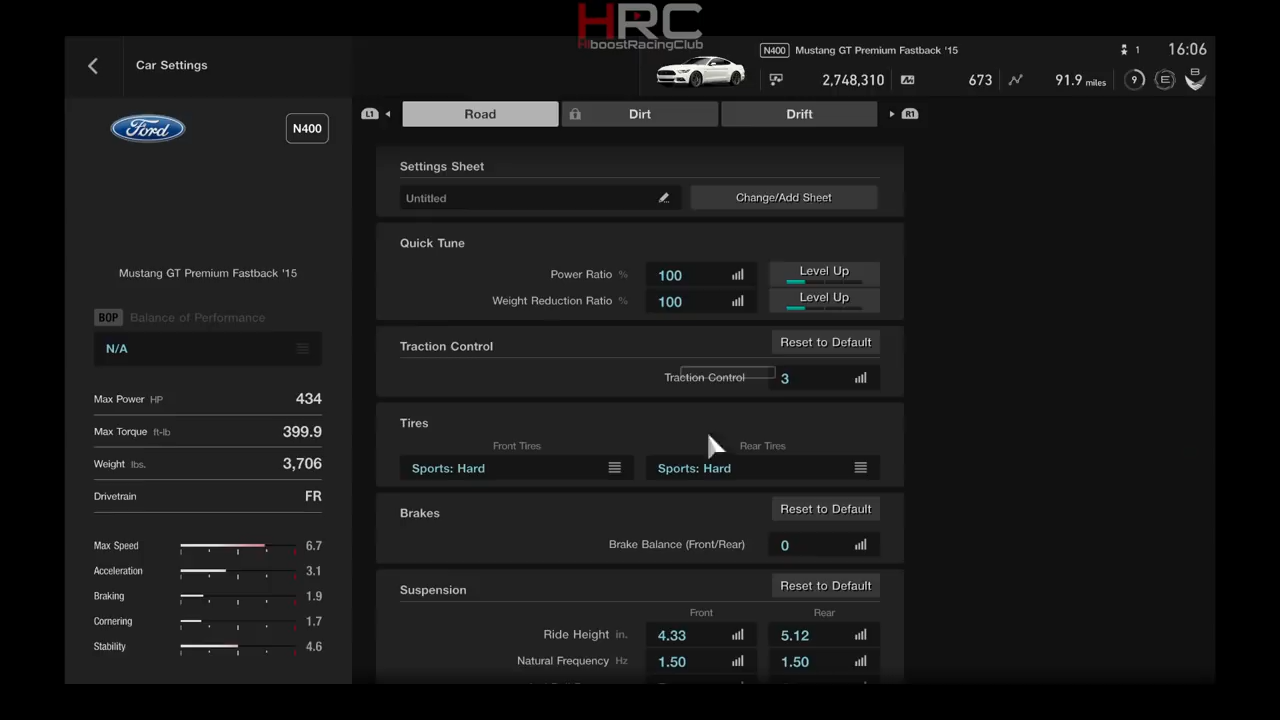 HRC
HiboostRacingClub
Car Settings
N400 Mustang GT Premium Fastback '15
1 16:06
2,748,310 673 91.9 miles 9 E B
Ford
N400
L1 Road Dirt Drift R1
Settings Sheet
Untitled Change/Add Sheet
Quick Tune
Power Ratio % 100 Level Up
Weight Reduction Ratio % 100 Level Up
Traction Control Reset to Default
Traction Control 3
Tires
Front Tires Rear Tires
Sports: Hard Sports: Hard
Brakes Reset to Default
Brake Balance (Front/Rear) 0
Suspension Reset to Default
Front Rear
Ride Height in. 4.33 5.12
Natural Frequency Hz 1.50 1.50
Mustang GT Premium Fastback '15
BOP Balance of Performance
N/A
Max Power HP 434
Max Torque ft-lb 399.9
Weight lbs. 3,706
Drivetrain FR
Max Speed 6.7
Acceleration 3.1
Braking 1.9
Cornering 1.7
Stability 4.6